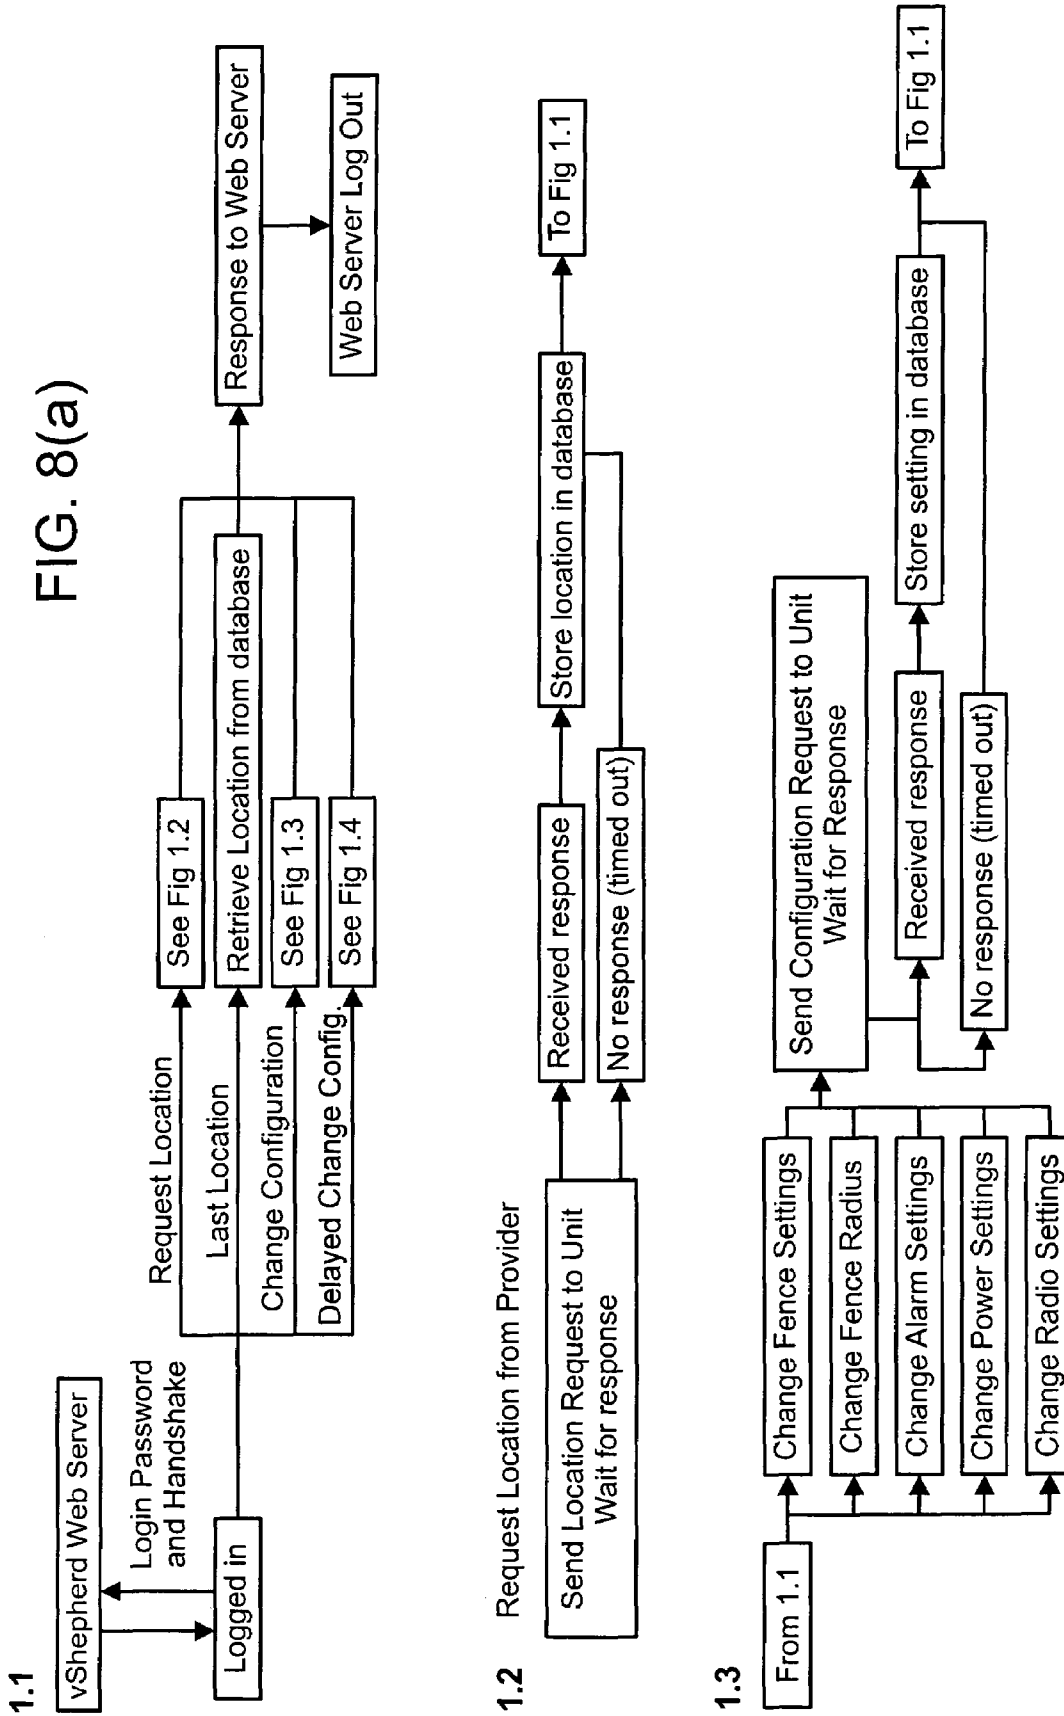 FIG. 8(a)
1.1
vShepherd Web Server
Login Password
and Handshake
Logged in
Request Location
Last Location
Change Configuration
Delayed Change Config.
See Fig 1.2
Retrieve Location from database
See Fig 1.3
See Fig 1.4
Response to Web Server
Web Server Log Out
1.2
Request Location from Provider
Send Location Request to Unit
Wait for response
Received response
No response (timed out)
Store location in database
To Fig 1.1
1.3
From 1.1
Change Fence Settings
Change Fence Radius
Change Alarm Settings
Change Power Settings
Change Radio Settings
Send Configuration Request to Unit
Wait for Response
Received response
No response (timed out)
Store setting in database
To Fig 1.1